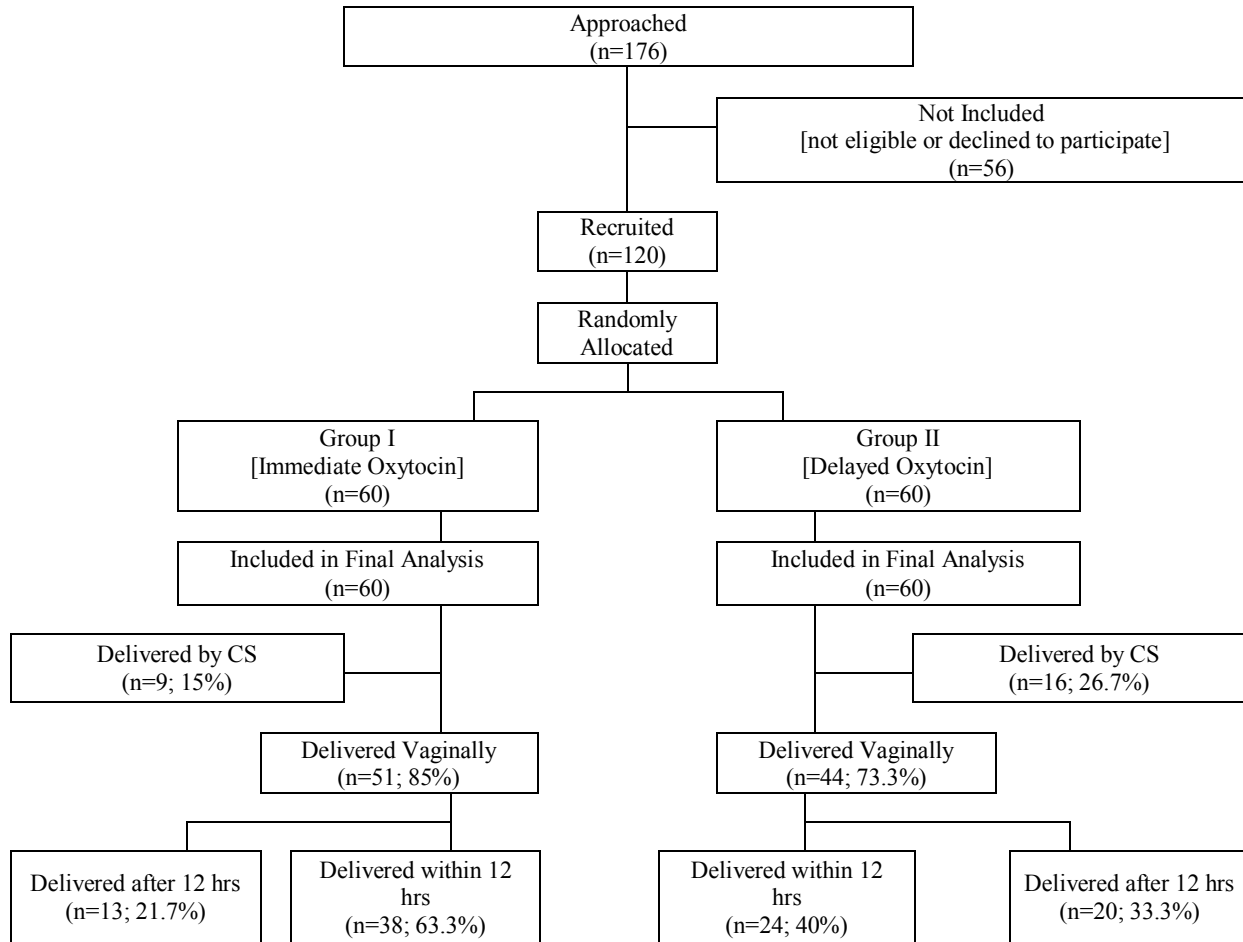 Approached
(n=176)
Not Included
[not eligible or declined to participate]
(n=56)
Recruited
(n=120)
Randomly
Allocated
Group I
[Immediate Oxytocin]
(n=60)
Group II
[Delayed Oxytocin]
(n=60)
Included in Final Analysis
(n=60)
Included in Final Analysis
(n=60)
Delivered by CS
(n=9; 15%)
Delivered by CS
(n=16; 26.7%)
Delivered Vaginally
(n=51; 85%)
Delivered Vaginally
(n=44; 73.3%)
Delivered after 12 hrs
(n=13; 21.7%)
Delivered within 12
hrs
(n=38; 63.3%)
Delivered within 12
hrs
(n=24; 40%)
Delivered after 12 hrs
(n=20; 33.3%)